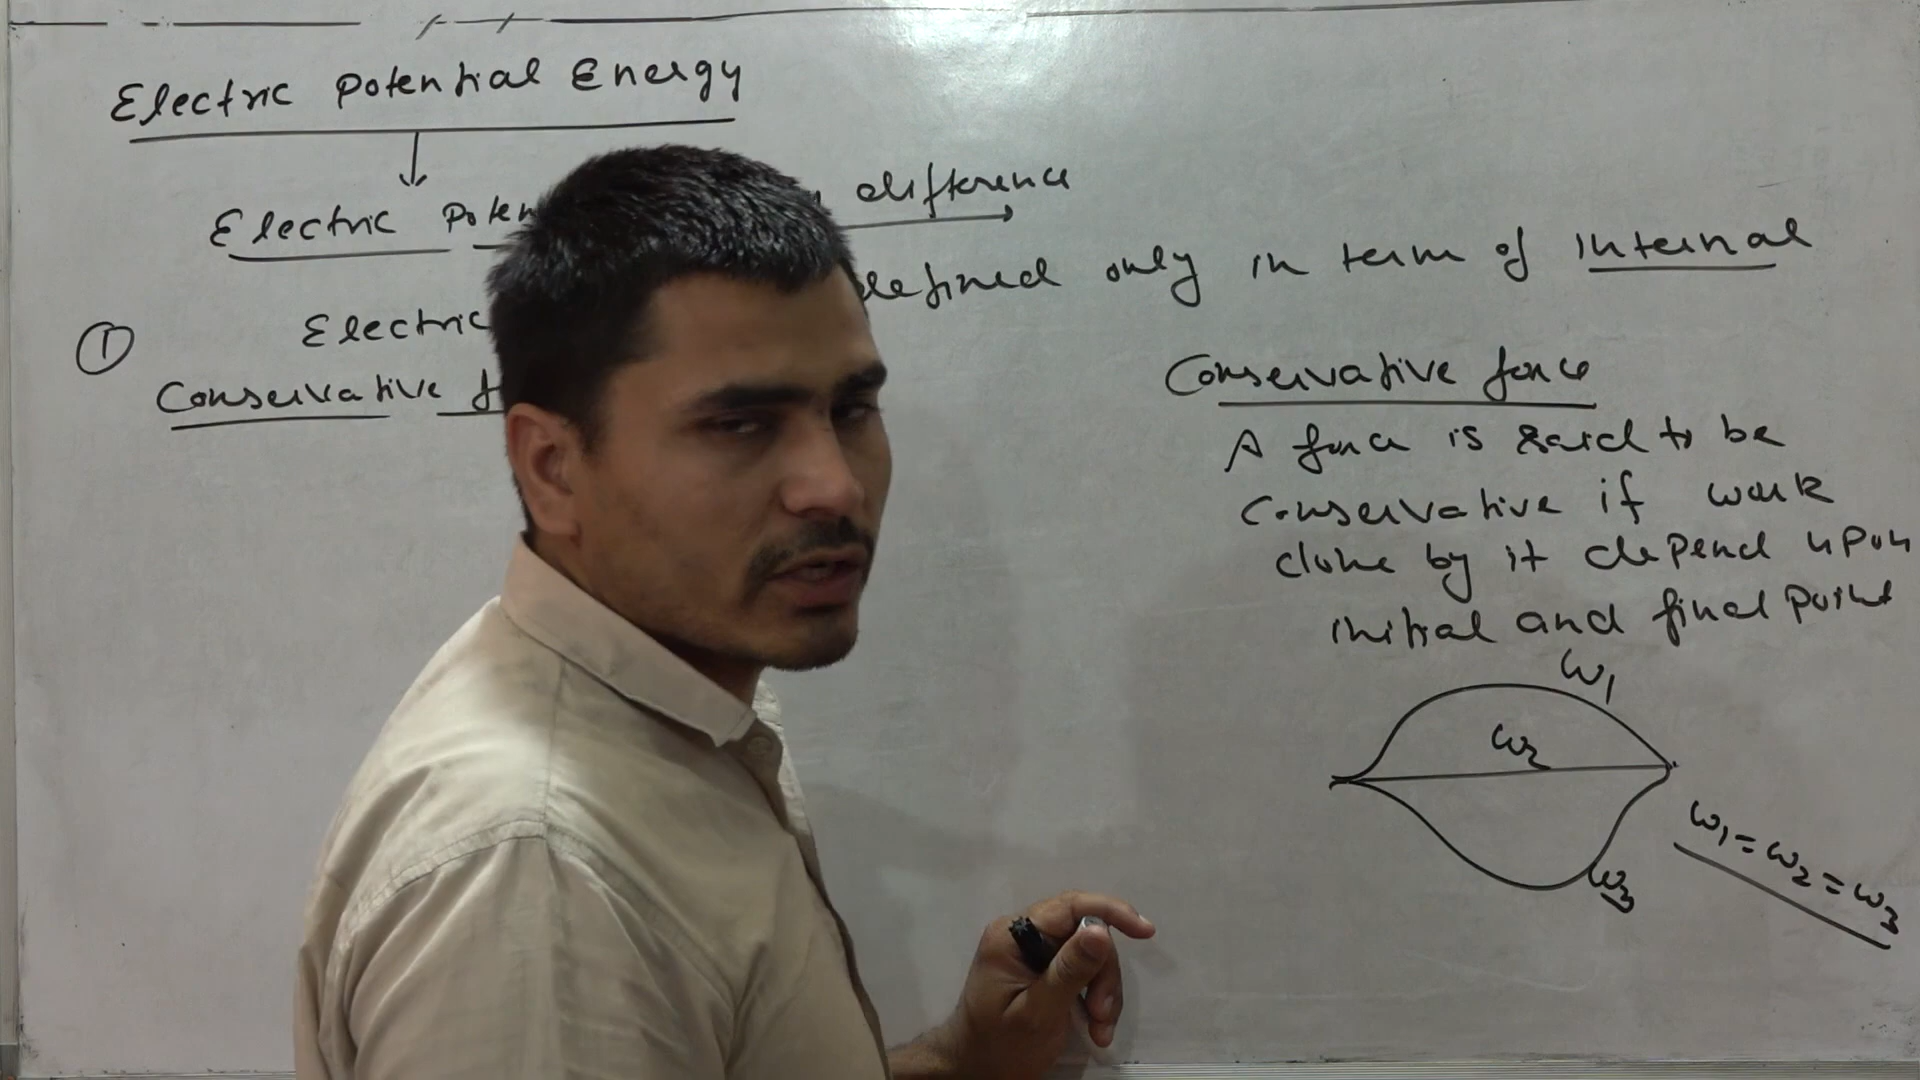 Electric Potential Energy
Electric Poten difference
① Electric defined only in term of internal
Conservative f
Conservative force
A force is said to be
Conservative if work
done by it depend upon
initial and final point
W1
W2
W3
W1 = W2 = W3